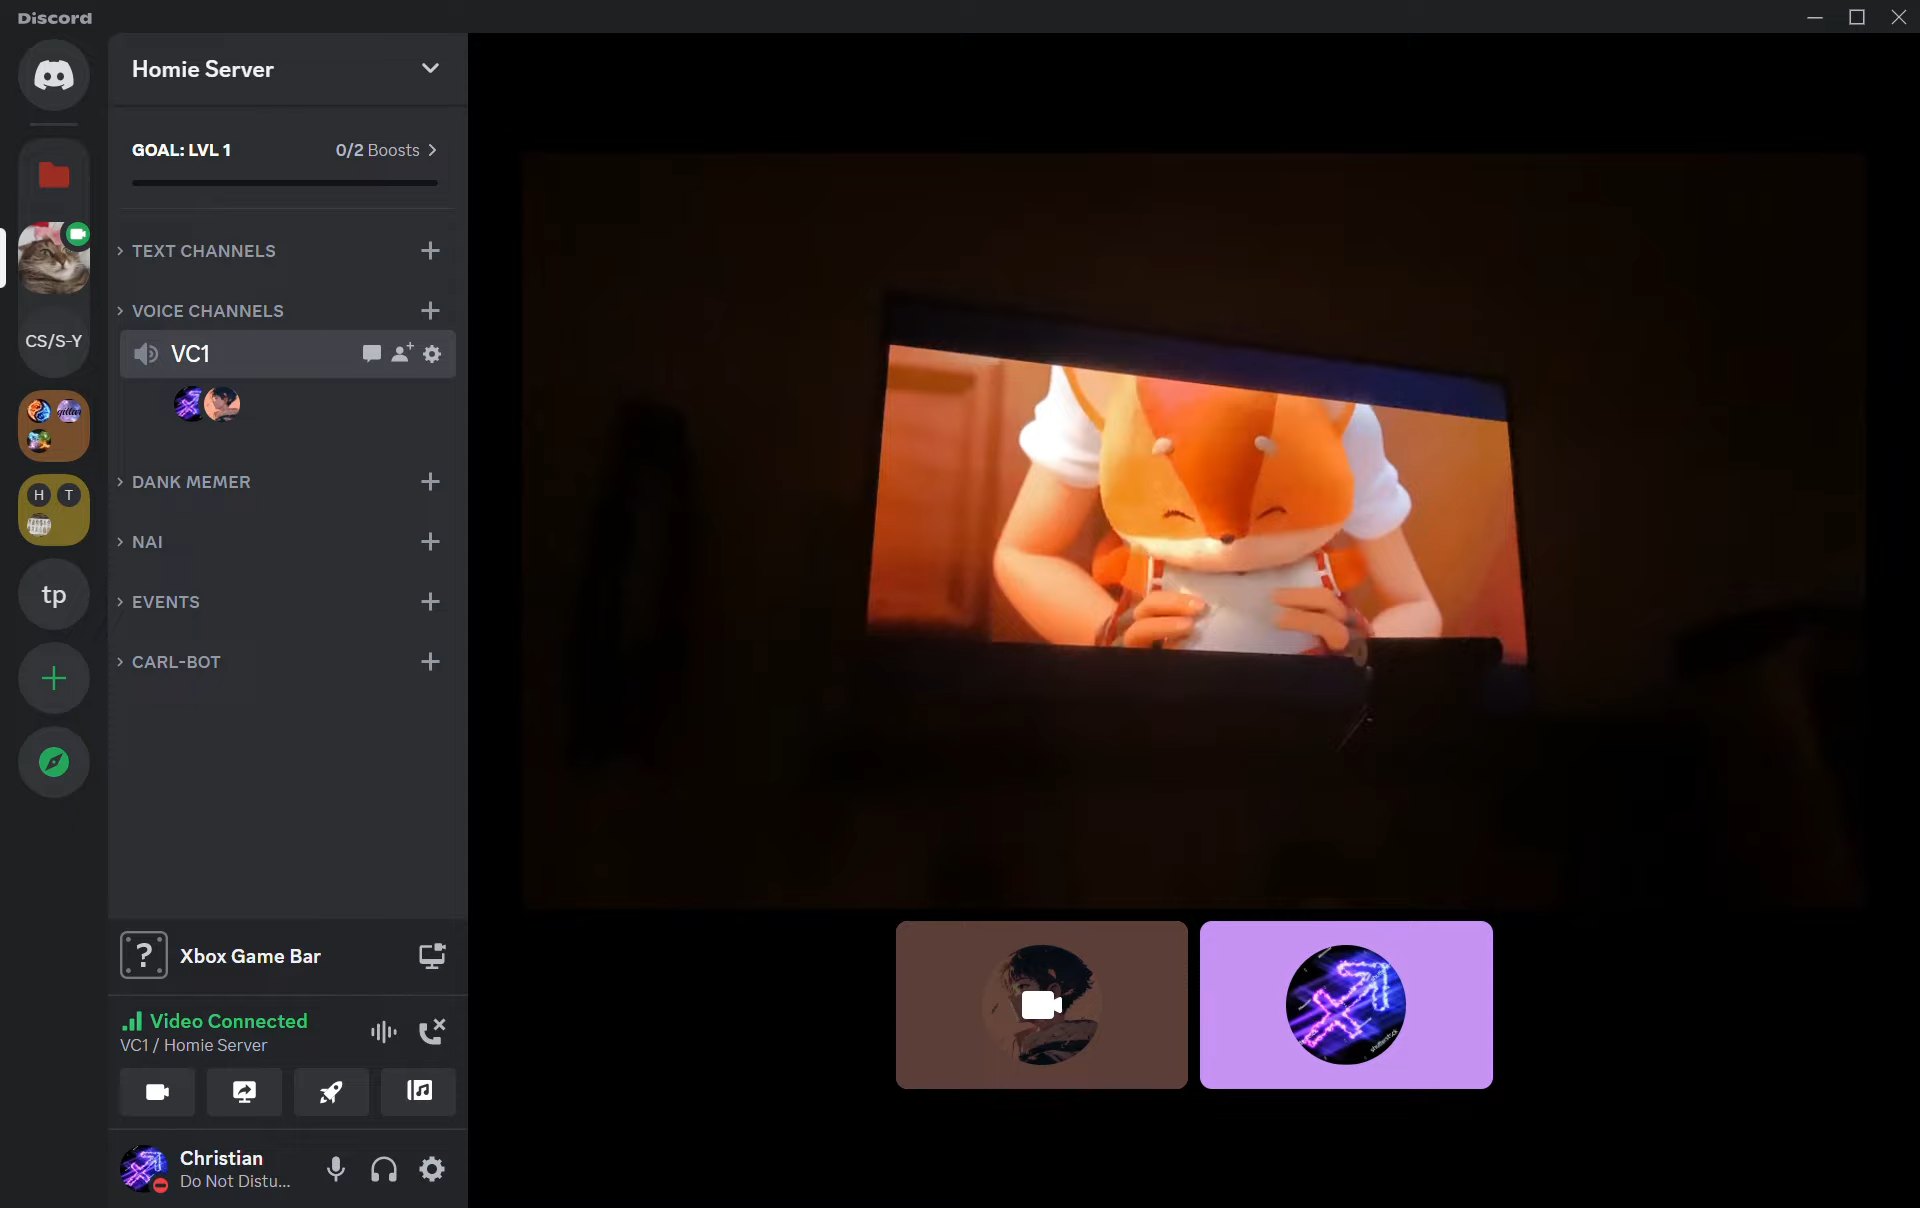 Discord
Homie Server
GOAL: LVL 1
0/2 Boosts
TEXT CHANNELS
VOICE CHANNELS
VC1
DANK MEMER
NAI
EVENTS
CARL-BOT
CS/S-Y
H T
tp
? Xbox Game Bar
Video Connected
VC1 / Homie Server
Christian
Do Not Distu...